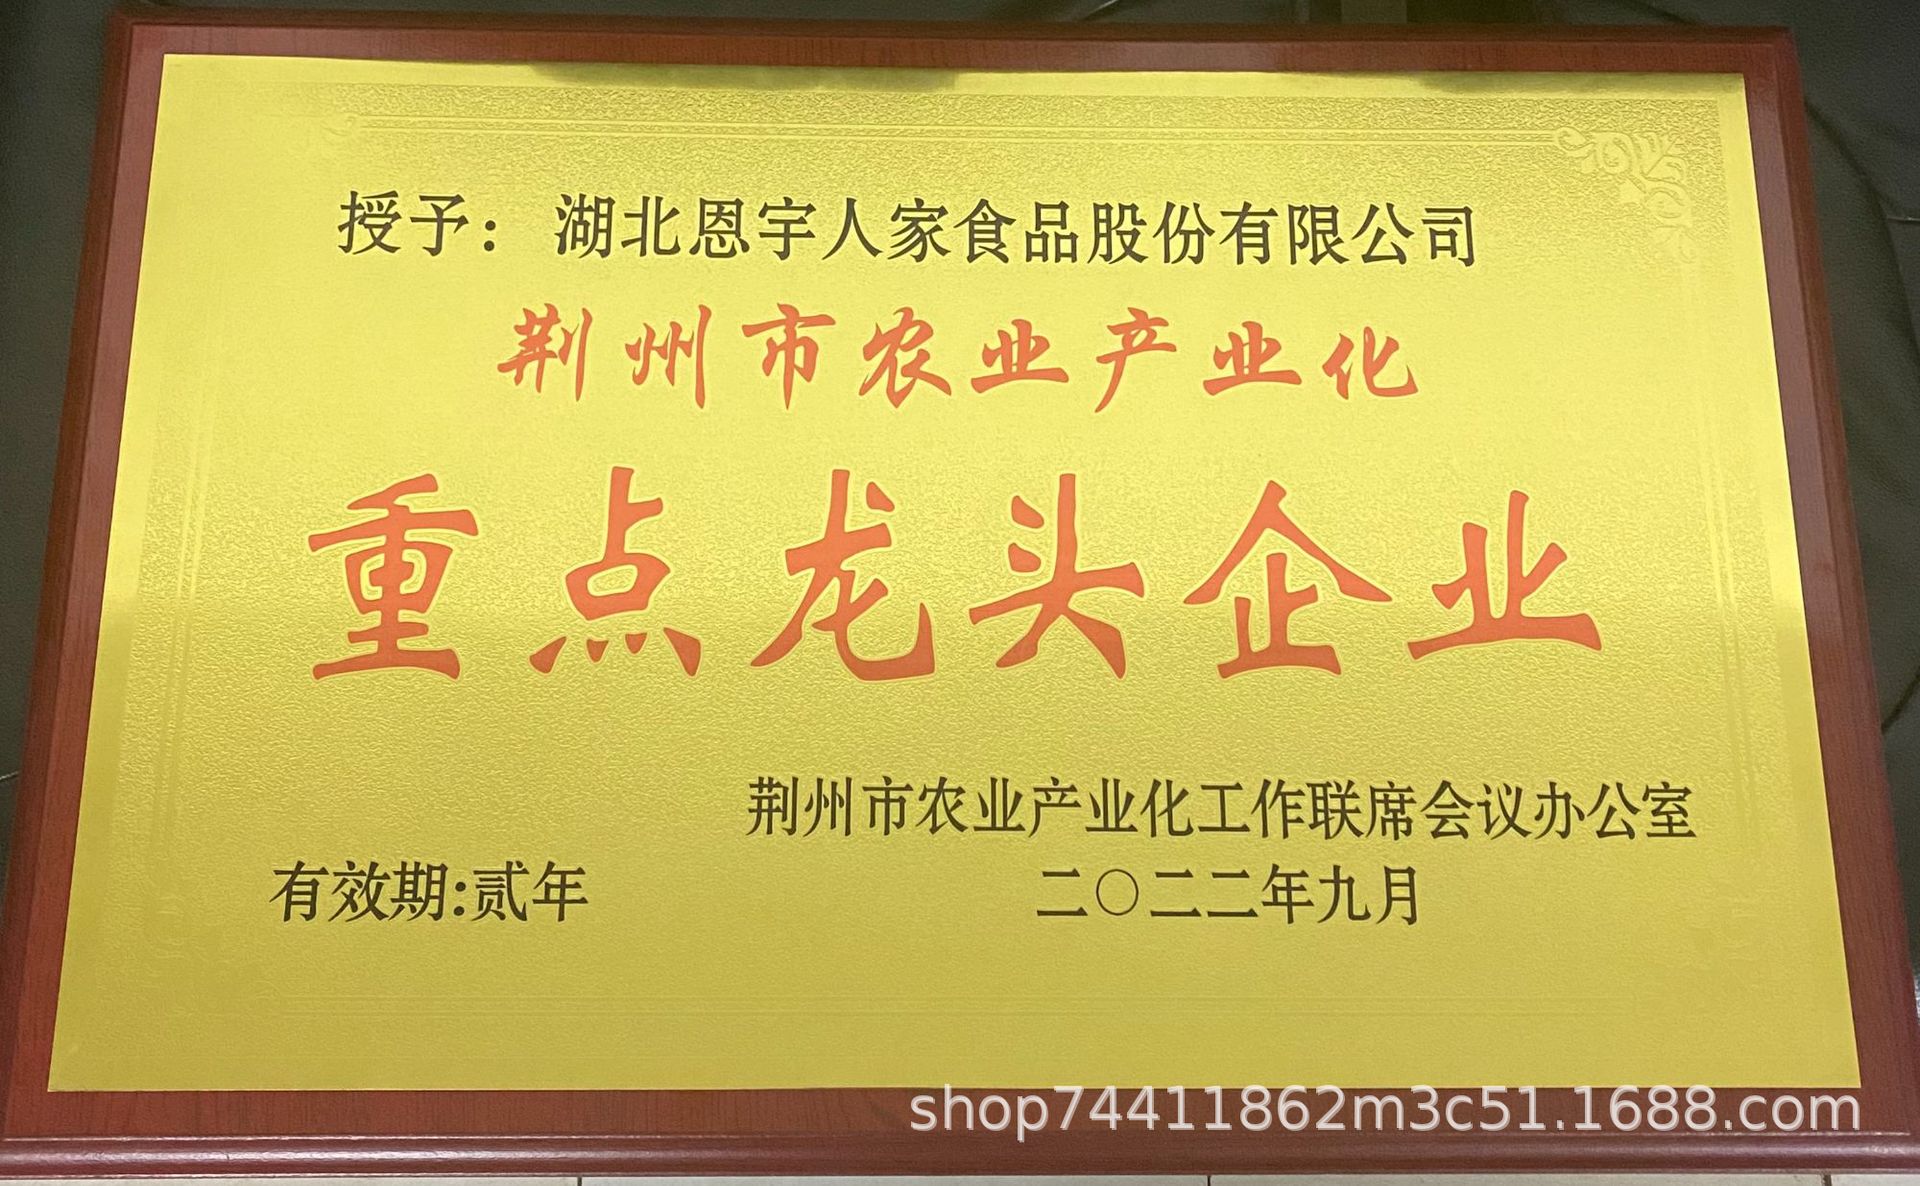 授予： 湖北恩宇人家食品股份有限公司
荆州市农业产业化
重点龙头企业
荆州市农业产业化工作联席会议办公室
有效期:贰年
二〇二二年九月
shop74411862m3c51.1688.com